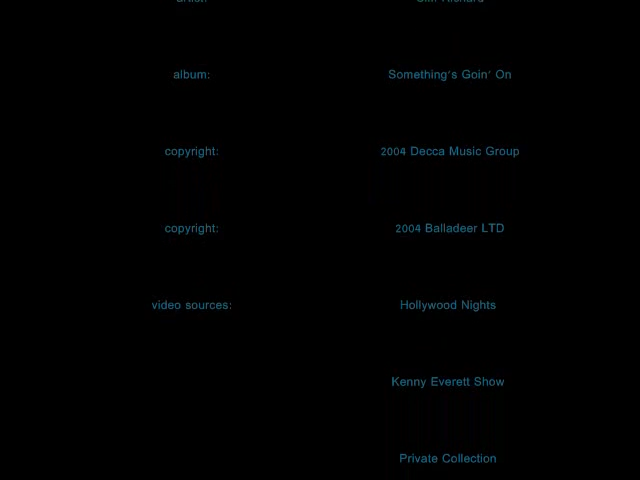 album: Something's Goin' On
copyright: 2004 Decca Music Group
copyright: 2004 Balladeer LTD
video sources: Hollywood Nights
Kenny Everett Show
Private Collection